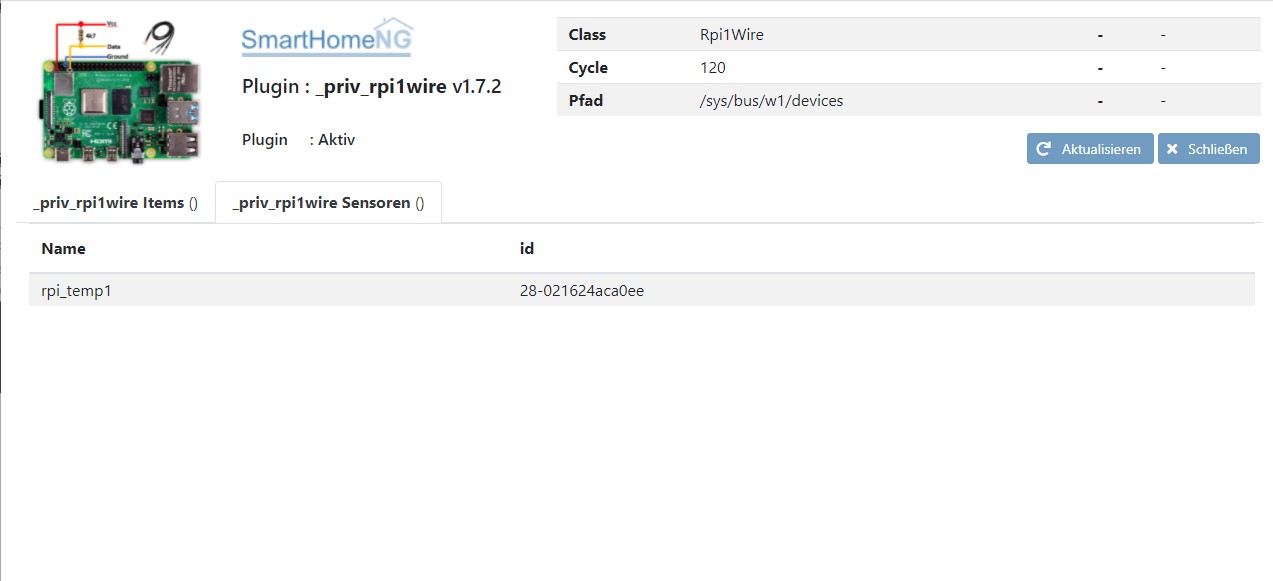 Vcc
4k7
Data
Ground
SmartHomeNG
Plugin : _priv_rpi1wire v1.7.2
Plugin : Aktiv
Class Rpi1Wire - -
Cycle 120 - -
Pfad /sys/bus/w1/devices - -
Aktualisieren Schließen
_priv_rpi1wire Items () _priv_rpi1wire Sensoren ()
Name id
rpi_temp1 28-021624aca0ee